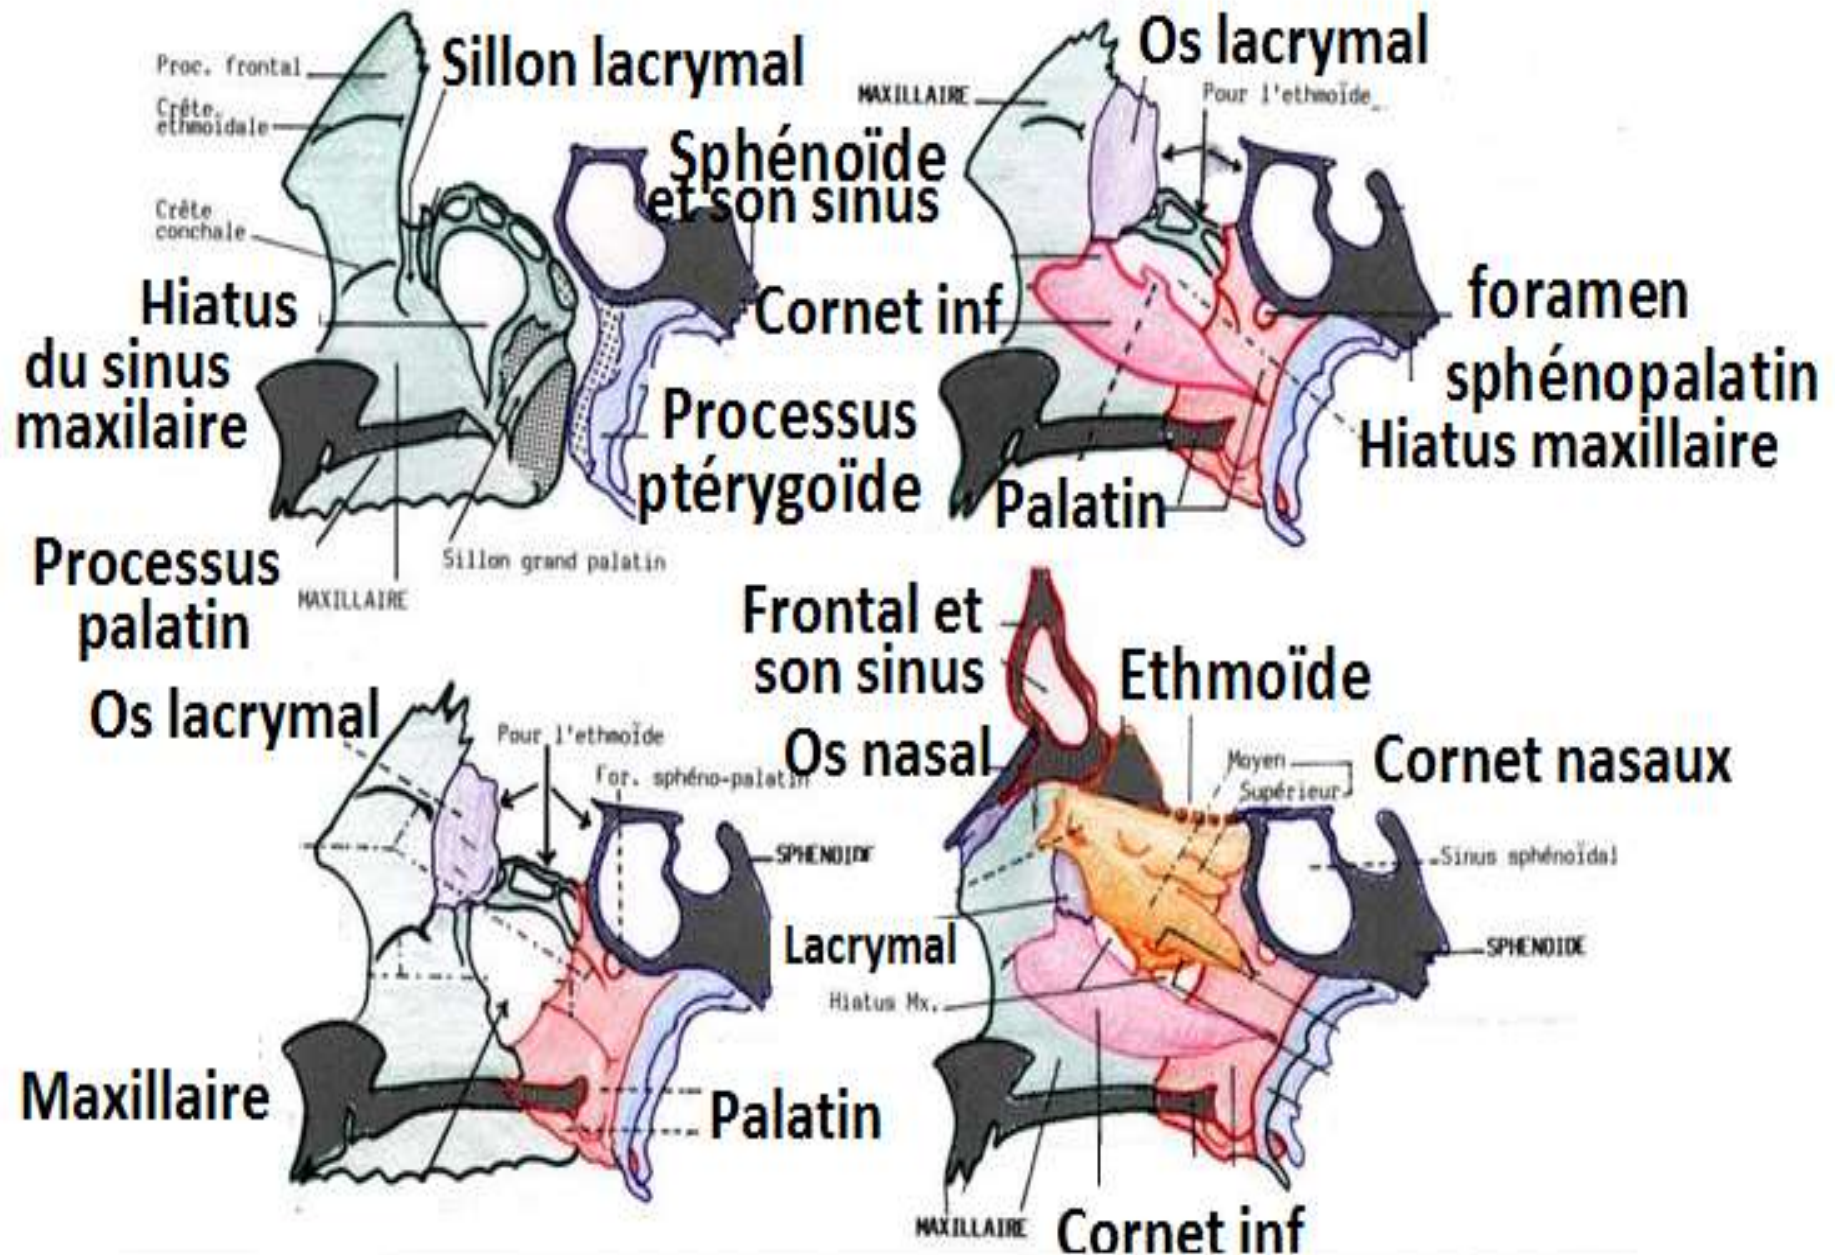 Proc. frontal
Sillon lacrymal
Crête
ethmoïdale
Sphénoïde
et son sinus
Crête
conchale
Hiatus
du sinus
maxilaire
Processus
ptérygoïde
Processus
palatin
Sillon grand palatin
MAXILLAIRE
Os lacrymal
MAXILLAIRE
Pour l'ethmoïde
Cornet inf
foramen
sphénopalatin
Hiatus maxillaire
Palatin
Os lacrymal
Pour l'ethmoïde
For. sphéno-palatin
SPHENOIDE
Maxillaire
Palatin
Frontal et
son sinus
Ethmoïde
Os nasal
Moyen
Supérieur
Cornet nasaux
Sinus sphénoïdal
Lacrymal
SPHENOIDE
Hiatus Mx.
MAXILLAIRE
Cornet inf